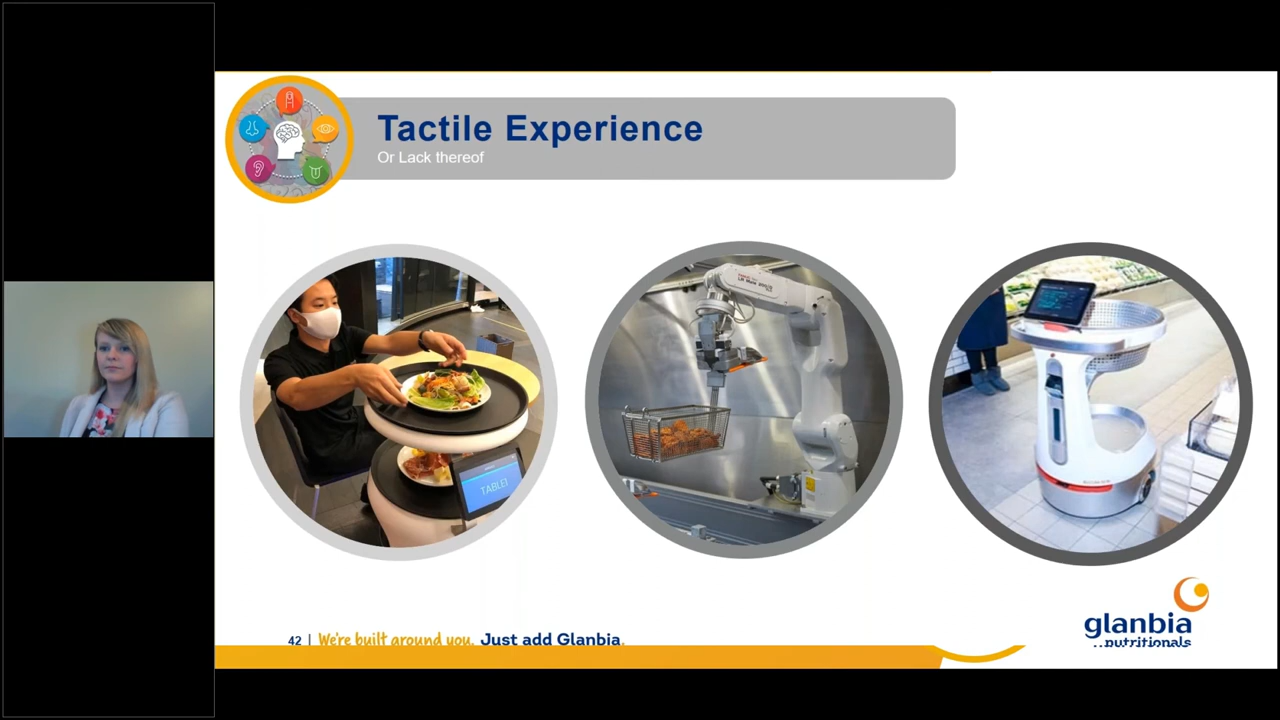 Tactile Experience
Or Lack thereof
TABLE1
42 | We're built around you. Just add Glanbia.
glanbia
nutritionals